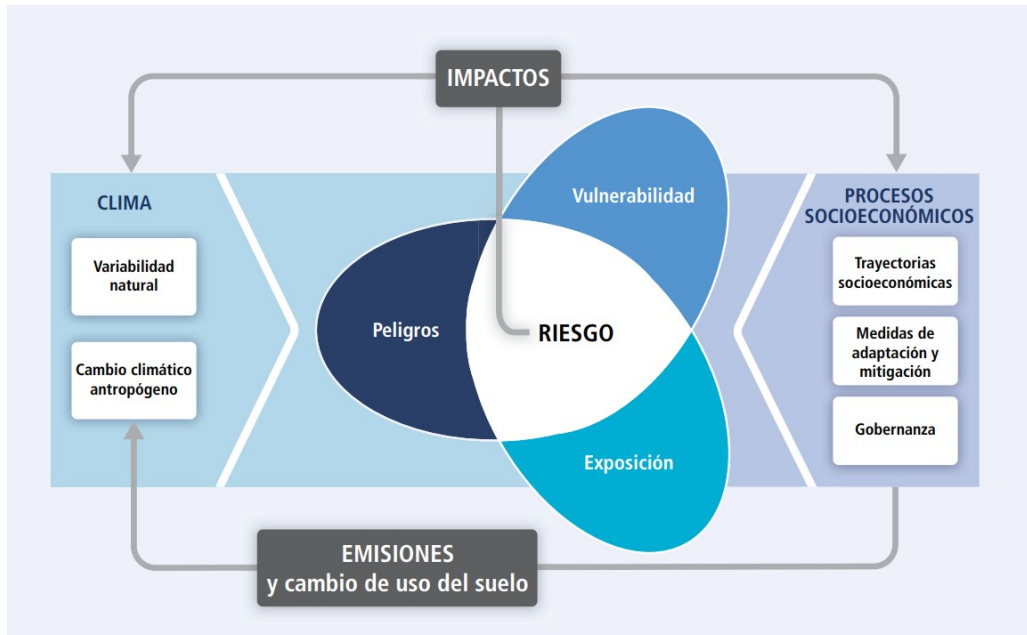 IMPACTOS
CLIMA
Variabilidad
natural
Cambio climático
antropógeno
Peligros
Vulnerabilidad
RIESGO
Exposición
PROCESOS
SOCIOECONÓMICOS
Trayectorias
socioeconómicas
Medidas de
adaptación y
mitigación
Gobernanza
EMISIONES
y cambio de uso del suelo